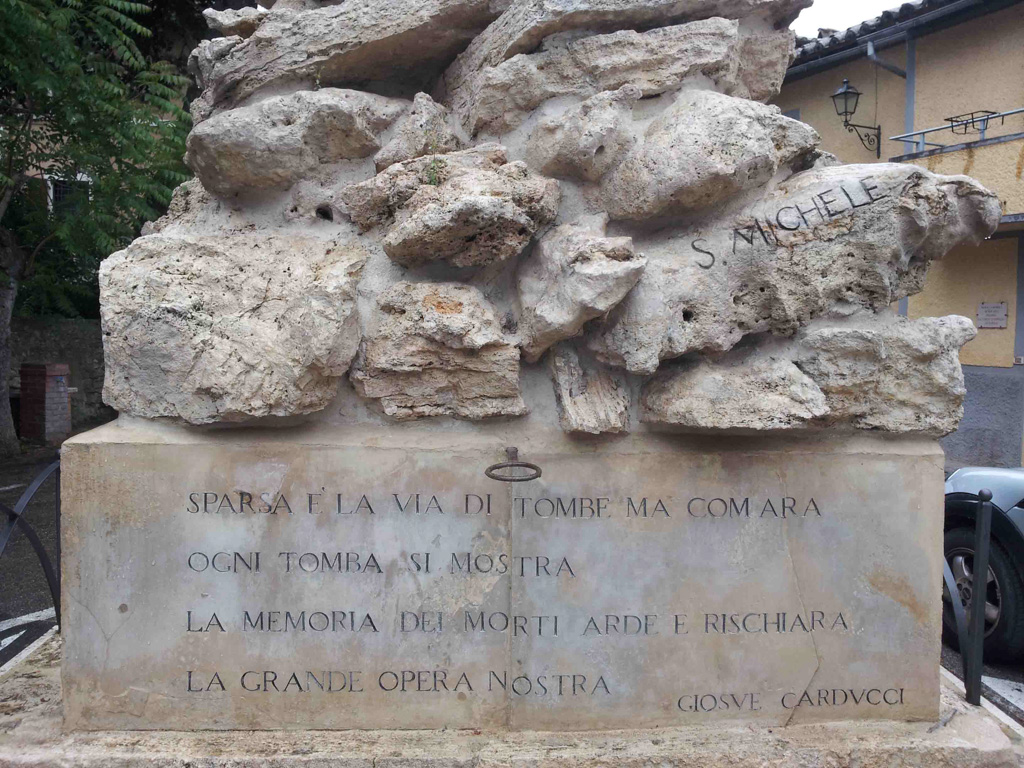 S. MICHELE
SPARSA E' LA VIA DI TOMBE MA COM ARA
OGNI TOMBA SI MOSTRA
LA MEMORIA DEI MORTI ARDE E RISCHIARA
LA GRANDE OPERA NOSTRA
GIOSVE CARDVCCI